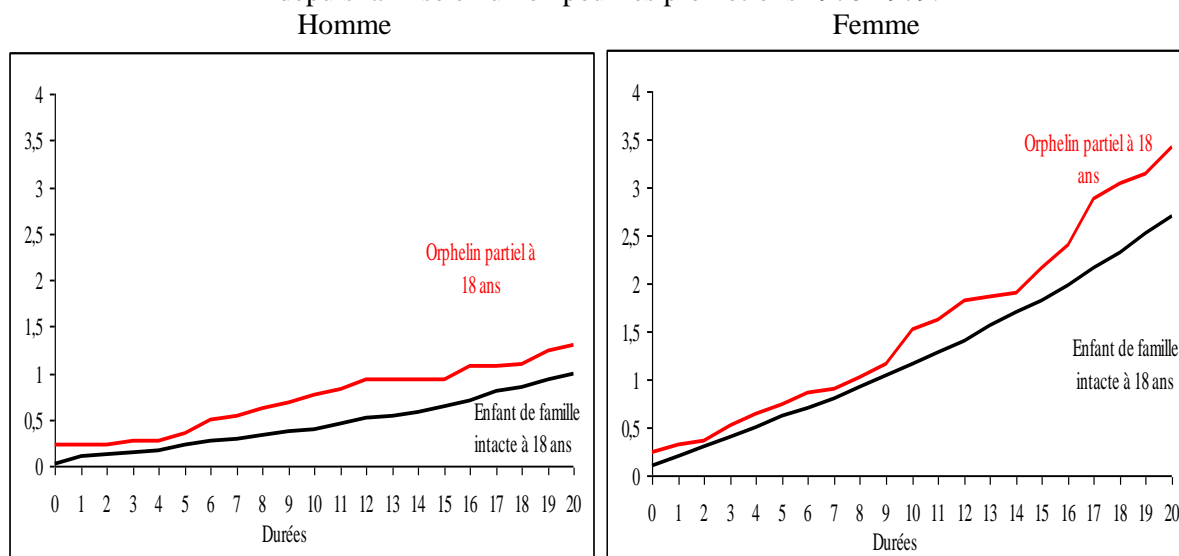 Homme
Femme
4
3,5
3
2,5
2
1,5
1
0,5
0
Orphelin partiel à
18 ans
Enfant de famille
intacte à 18 ans
0 1 2 3 4 5 6 7 8 9 10 11 12 13 14 15 16 17 18 19 20
Durées
4
3,5
3
2,5
2
1,5
1
0,5
0
Orphelin partiel à 18
ans
Enfant de famille
intacte à 18 ans
0 1 2 3 4 5 6 7 8 9 10 11 12 13 14 15 16 17 18 19 20
Durées